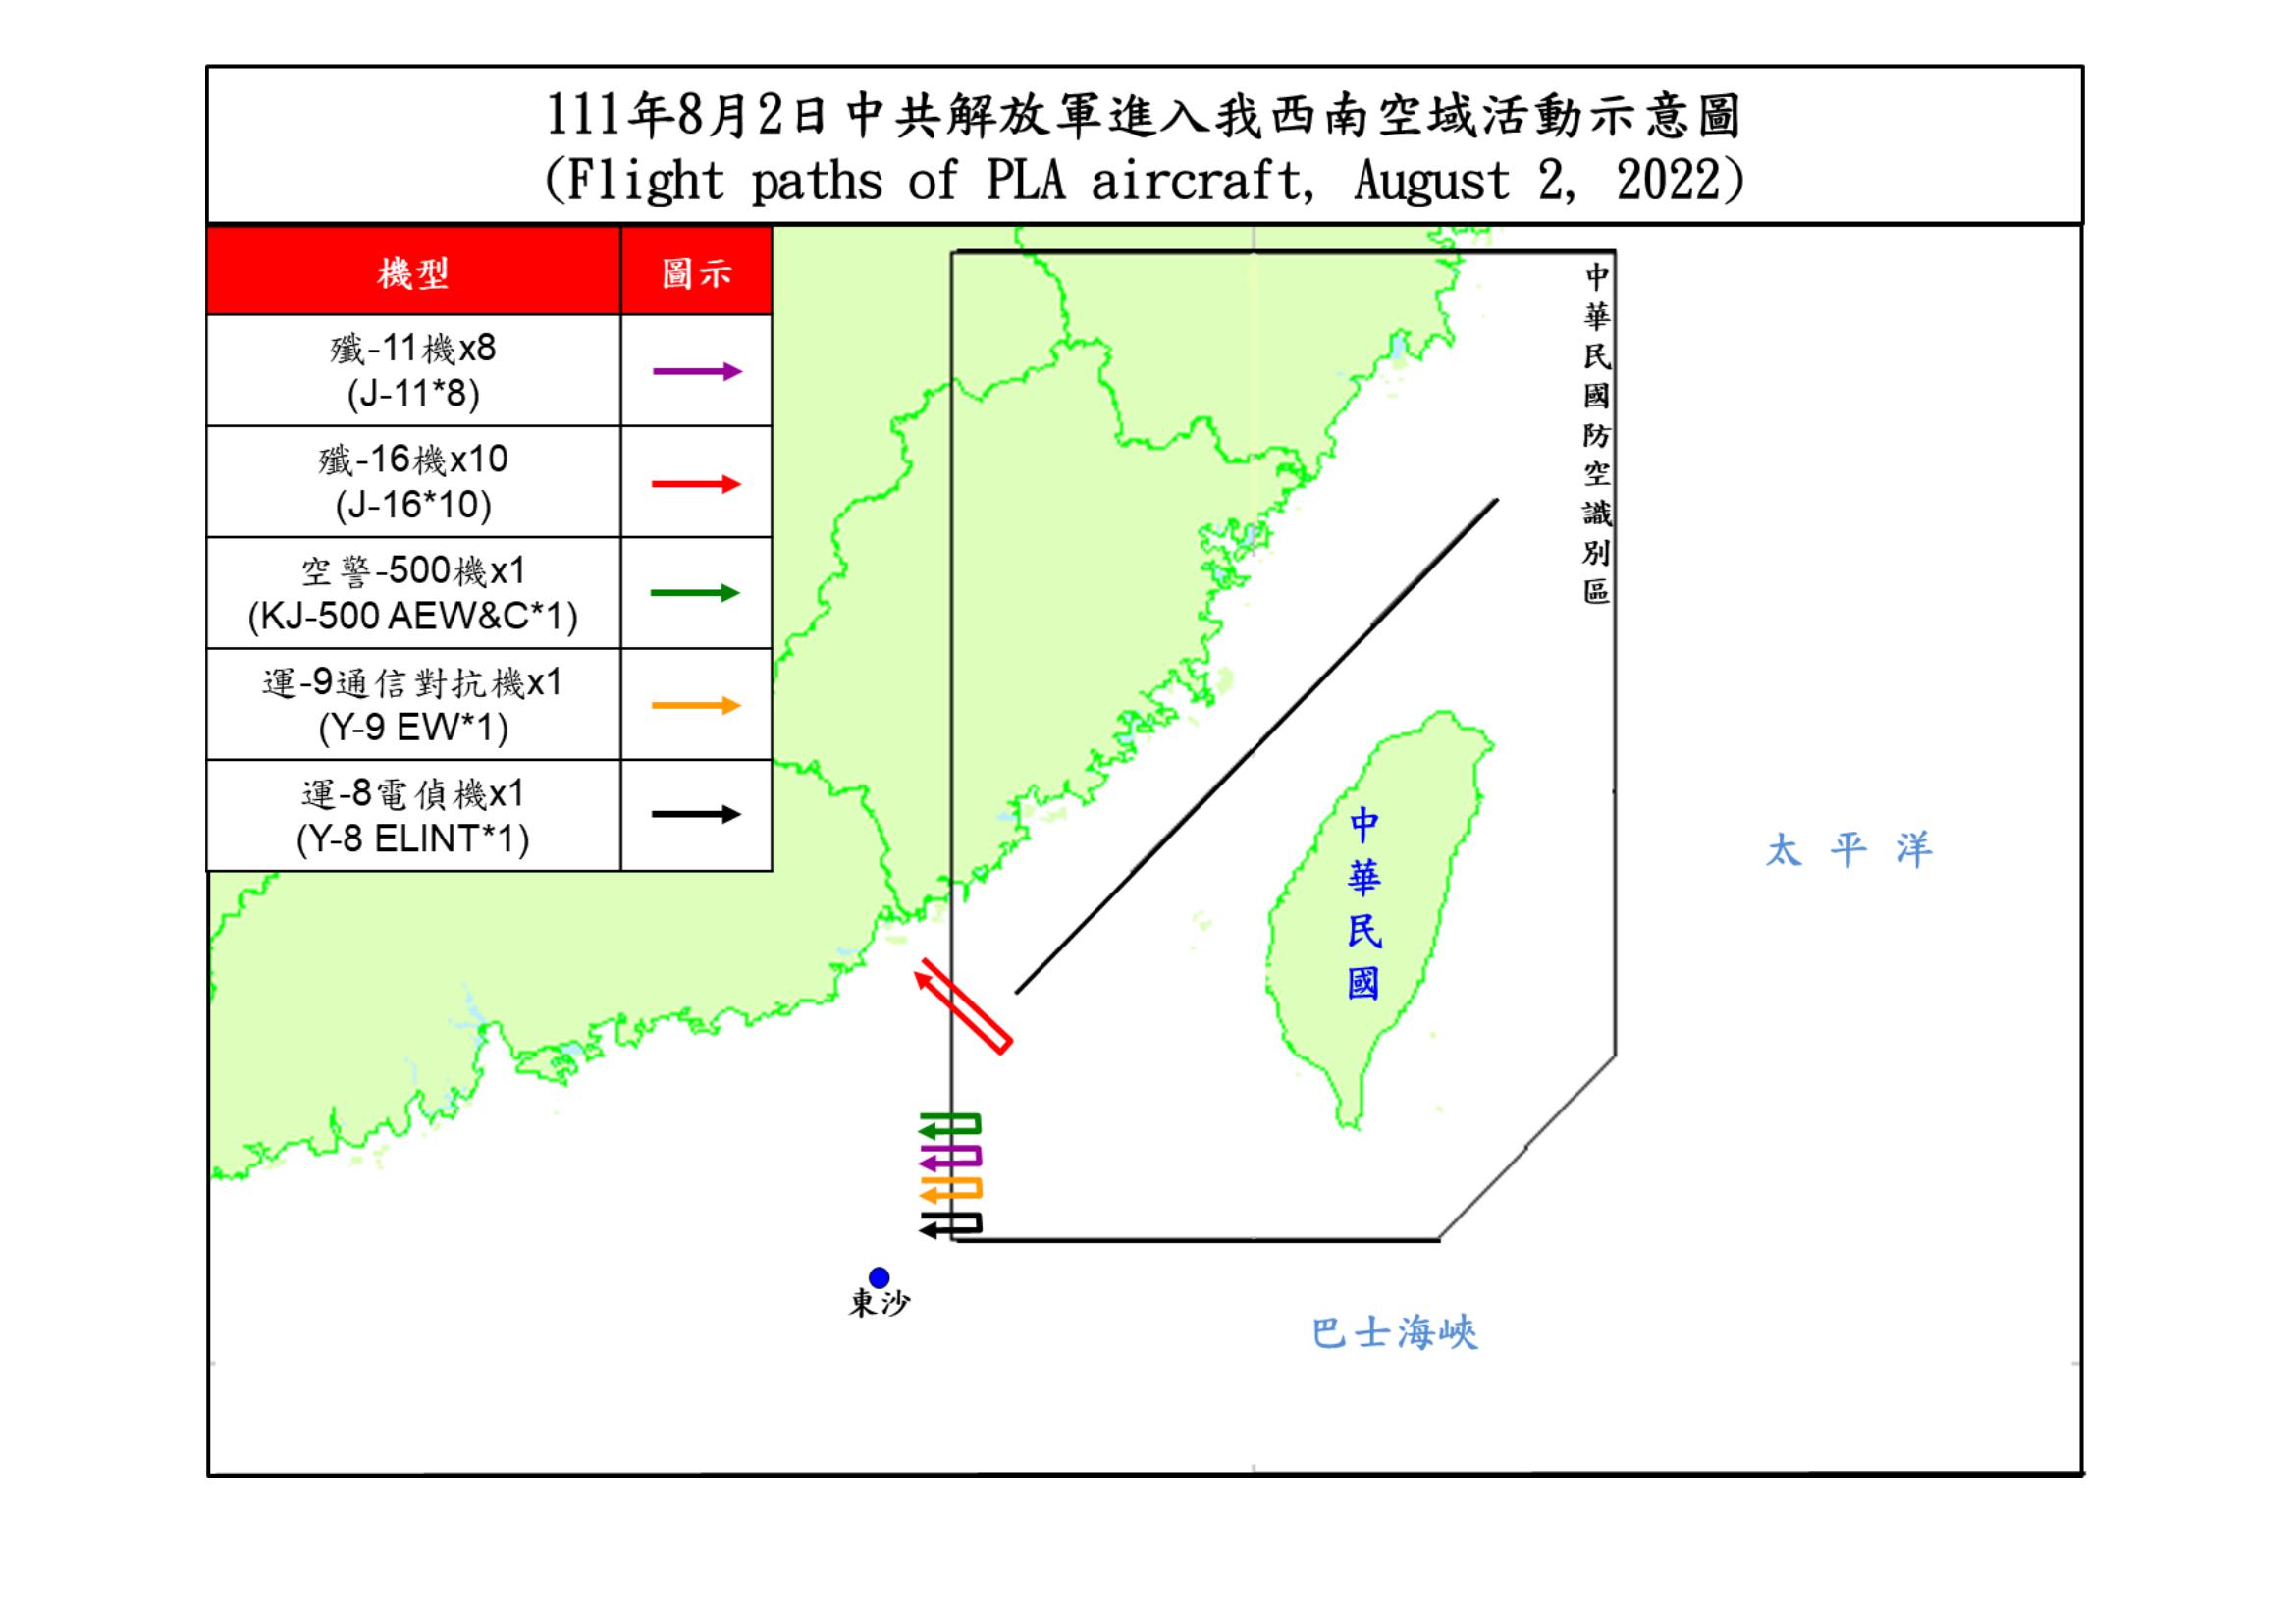 111年8月2日中共解放軍進入我西南空域活動示意圖
(Flight paths of PLA aircraft, August 2, 2022)
機型
圖示
殲-11機x8
(J-11*8)
殲-16機x10
(J-16*10)
空警-500機x1
(KJ-500 AEW&C*1)
運-9通信對抗機x1
(Y-9 EW*1)
運-8電偵機x1
(Y-8 ELINT*1)
中華民國防空識別區
中華民國
太平洋
東沙
巴士海峽